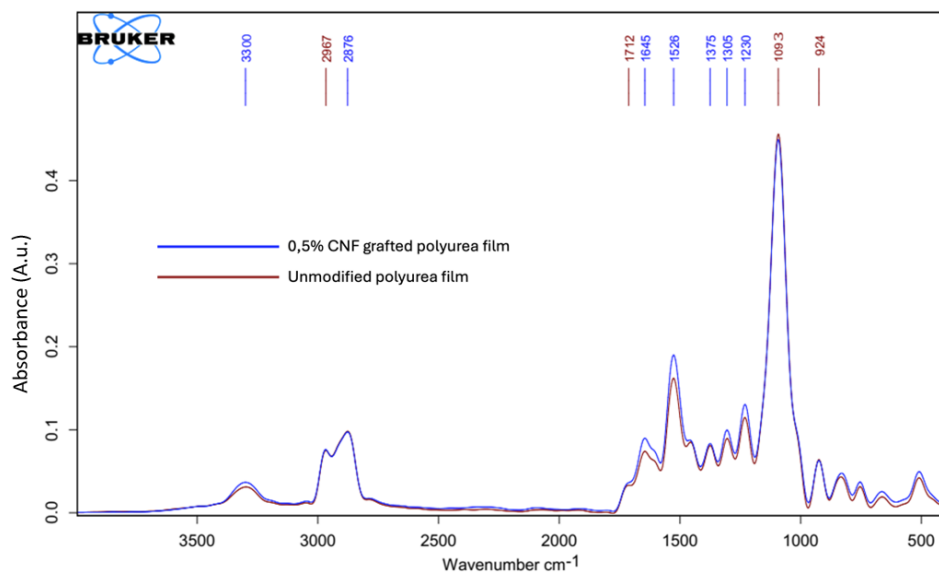 BRUKER
3300
2967
2876
1712
1645
1526
1375
1305
1230
1093
924
Absorbance (A.u.)
0.4
0.3
0.2
0.1
0.0
0,5% CNF grafted polyurea film
Unmodified polyurea film
3500 3000 2500 2000 1500 1000 500
Wavenumber cm-1